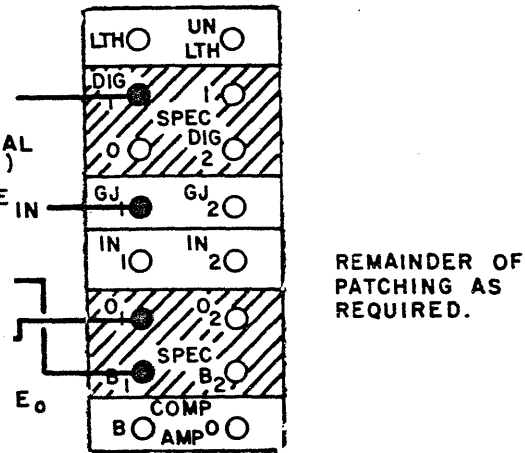 LTH UN
LTH
DIG
1 1
SPEC
AL
) 0 DIG
2
E IN GJ
1 GJ
2
IN
1 IN
2
REMAINDER OF
PATCHING AS
REQUIRED.
O
1 O
2
SPEC
B
1 B
2
E₀
COMP
B AMP O